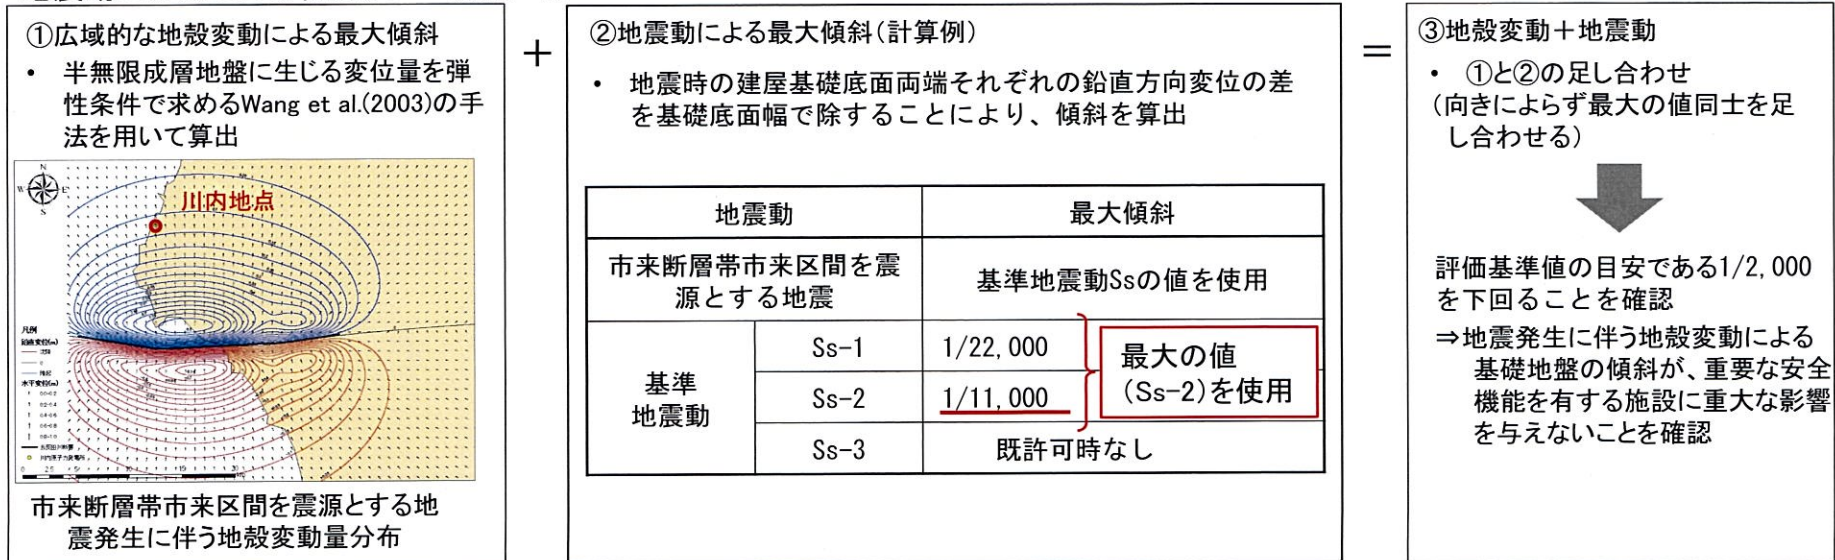 ①広域的な地殻変動による最大傾斜
• 半無限成層地盤に生じる変位量を弾
性条件で求めるWang et al.(2003)の手
法を用いて算出
N
W
E
S
川内地点
凡例
鉛直変位(m)
水平変位(m)
市来断層帯市来区間を震源とする地
震発生に伴う地殻変動量分布
+
②地震動による最大傾斜(計算例)
• 地震時の建屋基礎底面両端それぞれの鉛直方向変位の差
を基礎底面幅で除することにより、傾斜を算出
地震動 最大傾斜
市来断層帯市来区間を震
源とする地震
基準地震動Ssの値を使用
基準
地震動
Ss-1 1/22,000
Ss-2 1/11,000
Ss-3 既許可時なし
最大の値
(Ss-2)を使用
=
③地殻変動+地震動
• ①と②の足し合わせ
(向きによらず最大の値同士を足
し合わせる)
評価基準値の目安である1/2,000
を下回ることを確認
⇒地震発生に伴う地殻変動による
基礎地盤の傾斜が、重要な安全
機能を有する施設に重大な影響
を与えないことを確認